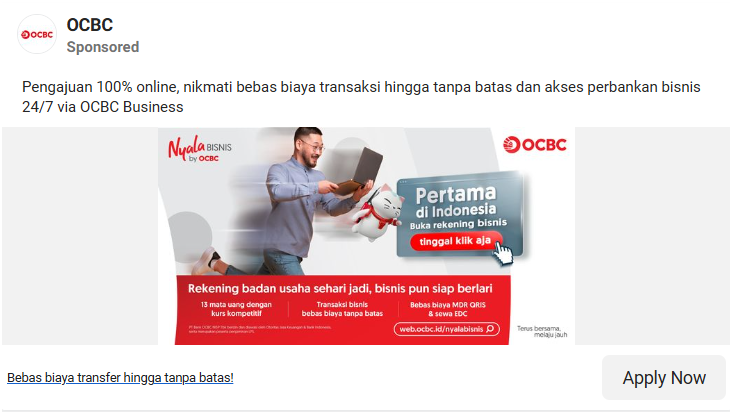 OCBC
OCBC
Sponsored
Pengajuan 100% online, nikmati bebas biaya transaksi hingga tanpa batas dan akses perbankan bisnis
24/7 via OCBC Business
Nyala BISNIS
by OCBC
OCBC
Pertama
di Indonesia
Buka rekening bisnis
tinggal klik aja
Rekening badan usaha sehari jadi, bisnis pun siap berlari
13 mata uang dengan
kurs kompetitif
Transaksi bisnis
bebas biaya tanpa batas
Bebas biaya MDR QRIS
& sewa EDC
web.ocbc.id/nyalabisnis
Terus bersama,
melaju jauh
Bebas biaya transfer hingga tanpa batas!
Apply Now